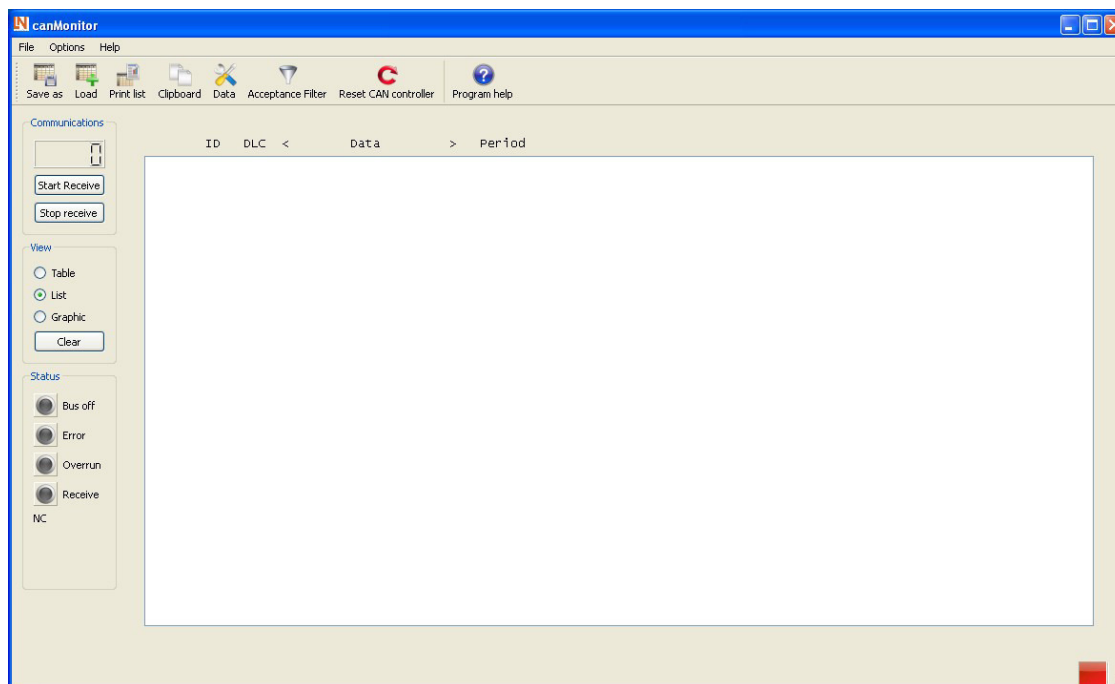 canMonitor
File Options Help
Save as Load Print list Clipboard Data Acceptance Filter Reset CAN controller Program help
Communications
0
Start Receive
Stop receive
ID DLC < Data > Period
View
Table
List
Graphic
Clear
Status
Bus off
Error
Overrun
Receive
NC